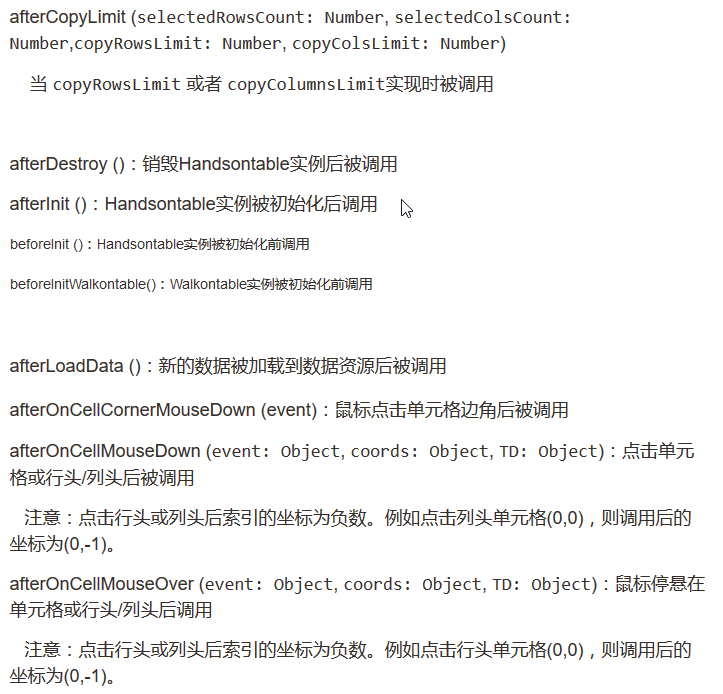 afterCopyLimit (selectedRowsCount: Number, selectedColsCount:
Number,copyRowsLimit: Number, copyColsLimit: Number)
当 copyRowsLimit 或者 copyColumnsLimit实现时被调用
afterDestroy ()：销毁Handsontable实例后被调用
afterInit ()：Handsontable实例被初始化后调用
beforeInit ()：Handsontable实例被初始化前调用
beforeInitWalkontable()：Walkontable实例被初始化前调用
afterLoadData ()：新的数据被加载到数据资源后被调用
afterOnCellCornerMouseDown (event)：鼠标点击单元格边角后被调用
afterOnCellMouseDown (event: Object, coords: Object, TD: Object)：点击单元
格或行头/列头后被调用
注意：点击行头或列头后索引的坐标为负数。例如点击列头单元格(0,0)，则调用后的
坐标为(0,-1)。
afterOnCellMouseOver (event: Object, coords: Object, TD: Object)：鼠标停悬在
单元格或行头/列头后调用
注意：点击行头或列头后索引的坐标为负数。例如点击行头单元格(0,0)，则调用后的
坐标为(0,-1)。